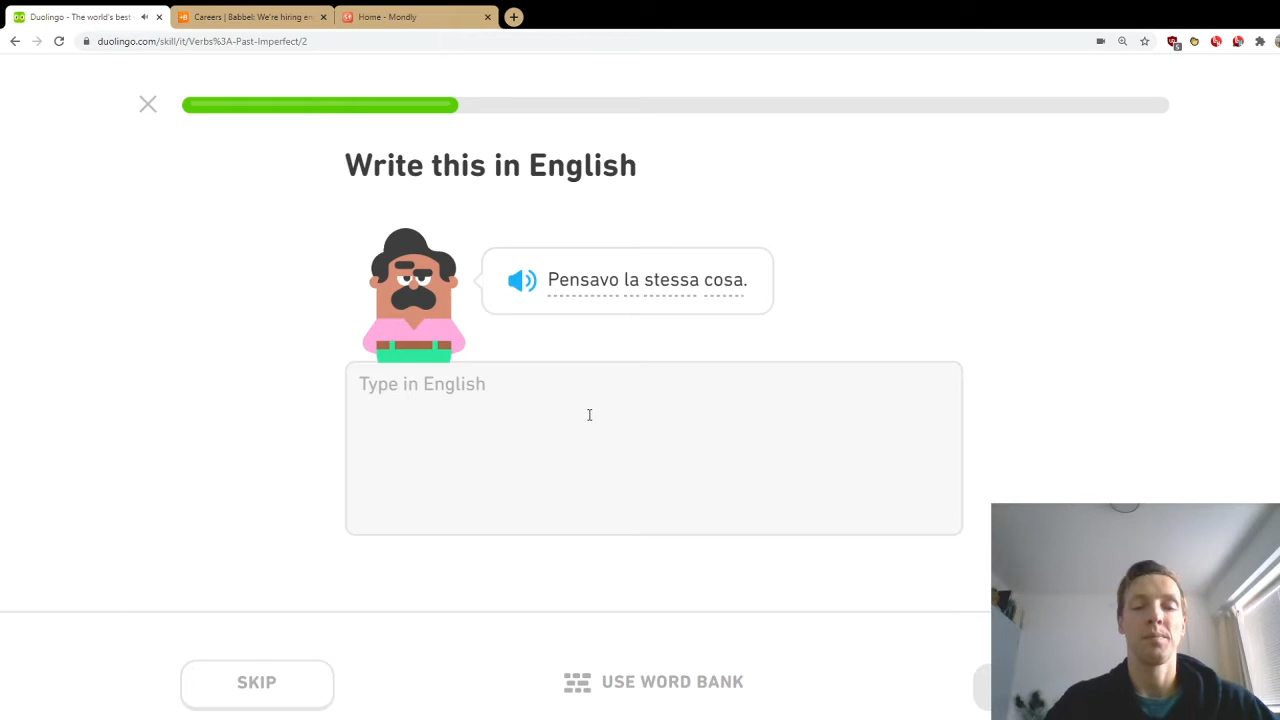 Duolingo - The world's best
Careers | Babbel: We're hiring en
Home - Mondly
duolingo.com/skill/it/Verbs%3A-Past-Imperfect/2
Write this in English
Pensavo la stessa cosa.
Type in English
SKIP
USE WORD BANK